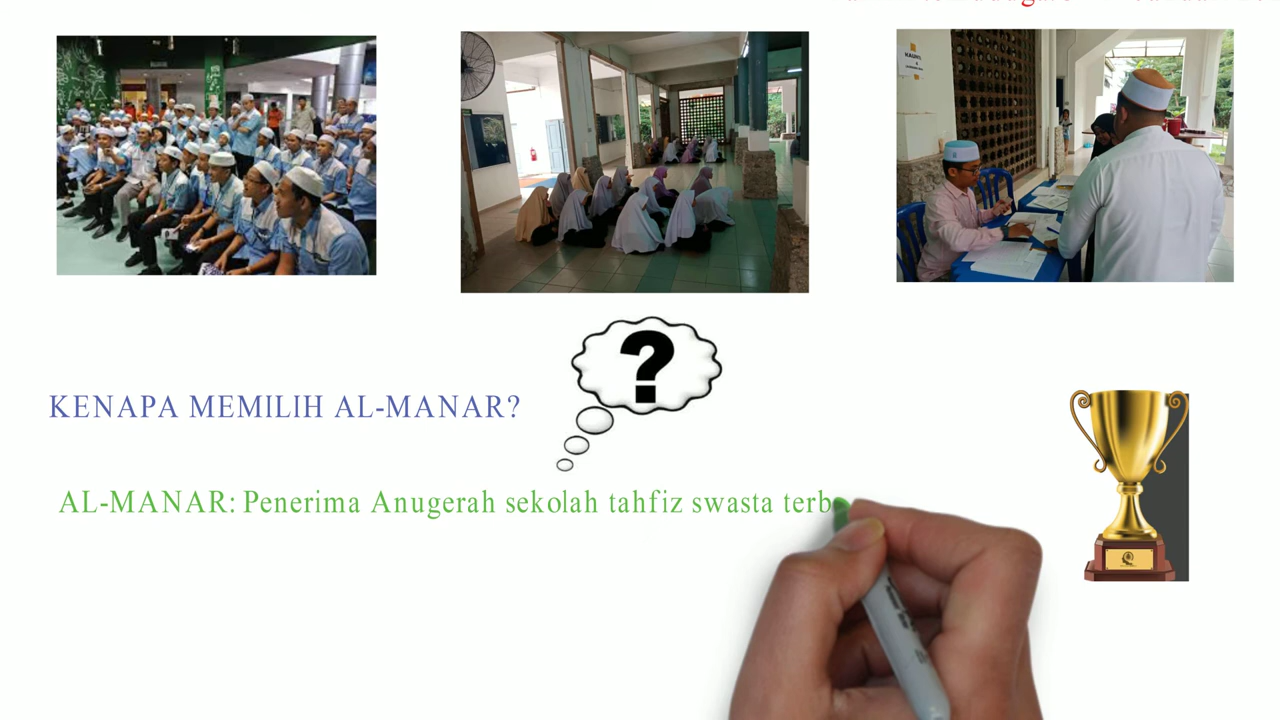 KENAPA MEMILIH AL-MANAR?
AL-MANAR: Penerima Anugerah sekolah tahfiz swasta terb